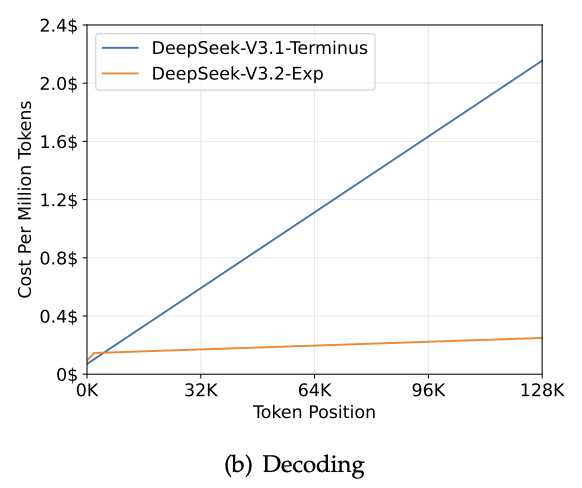 2.4$
DeepSeek-V3.1-Terminus
DeepSeek-V3.2-Exp
2.0$
1.6$
1.2$
0.8$
0.4$
0$
Cost Per Million Tokens
0K 32K 64K 96K 128K
Token Position
(b) Decoding